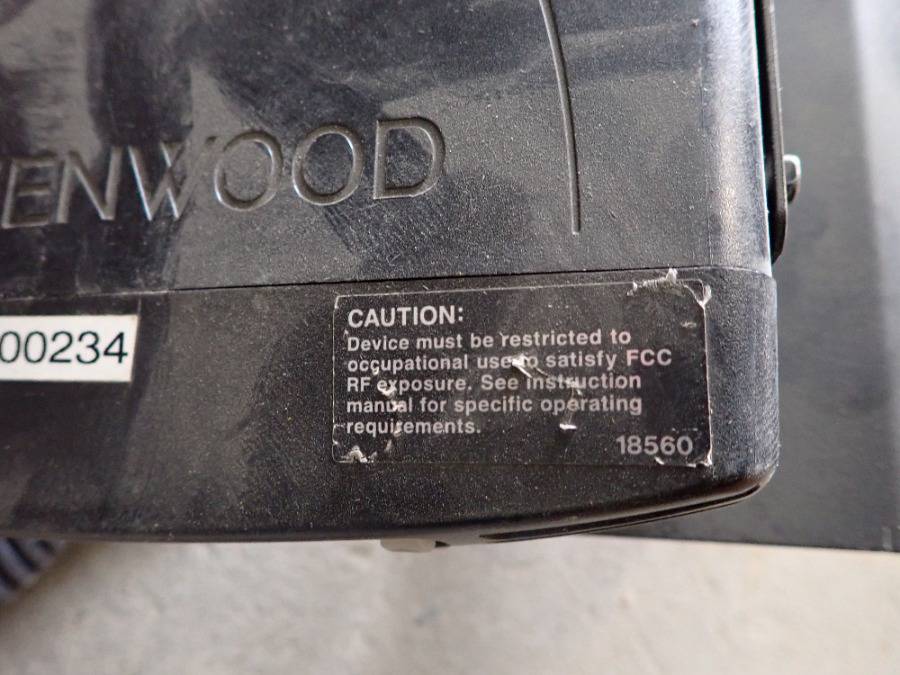 ENWOOD
00234
CAUTION:
Device must be restricted to
occupational use to satisfy FCC
RF exposure. See instruction
manual for specific operating
requirements.
18560